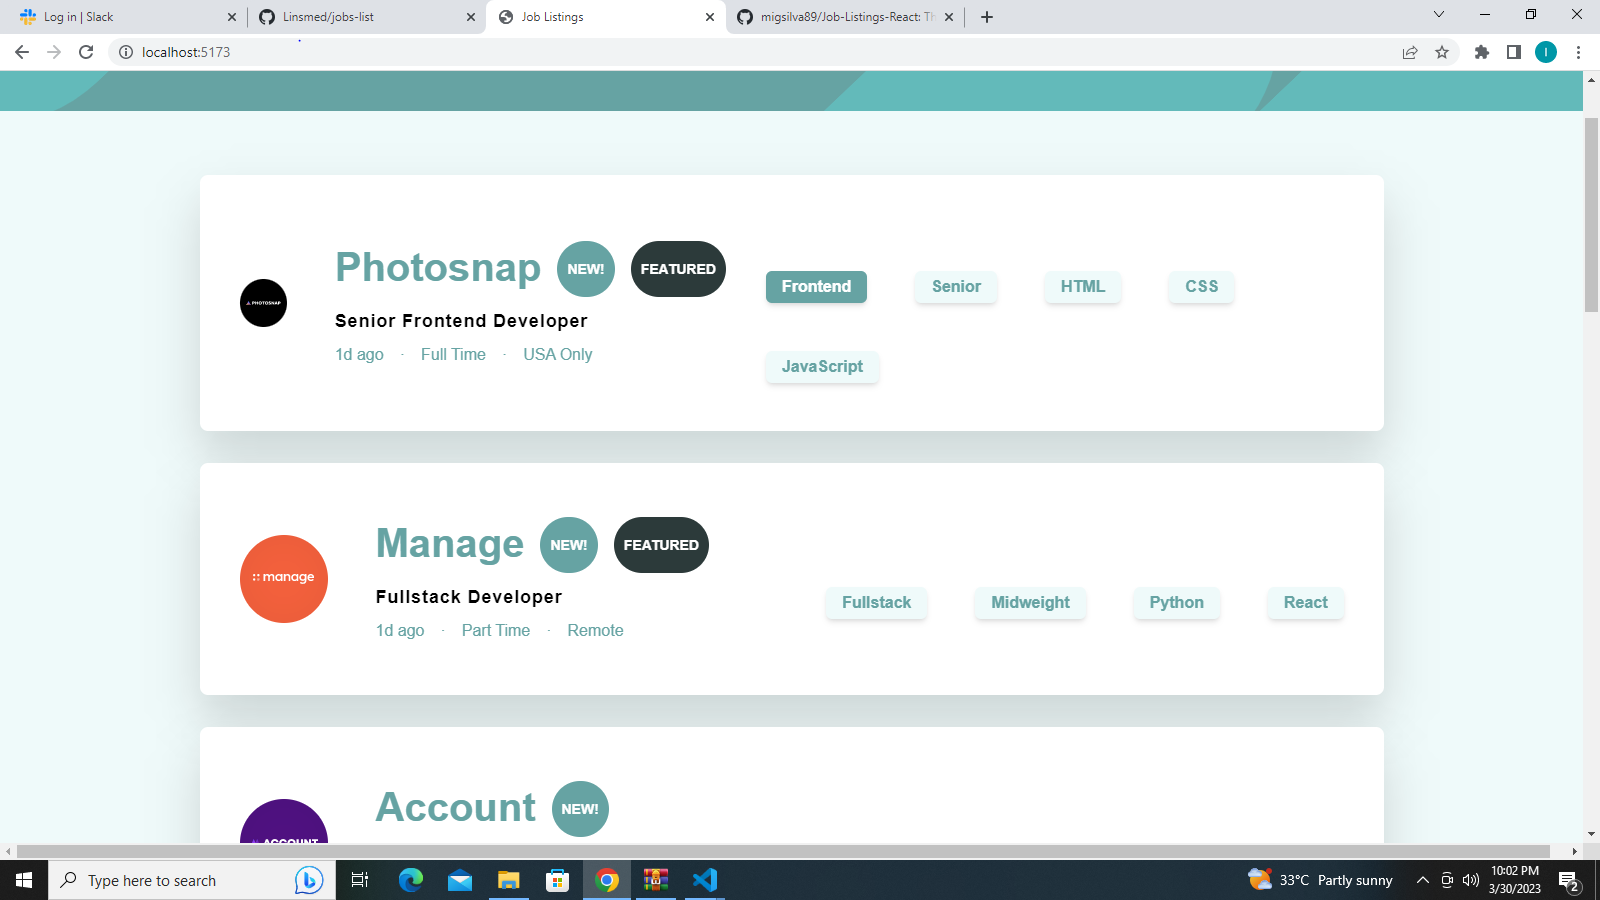 Log in | Slack
Linsmed/jobs-list
Job Listings
migsilva89/Job-Listings-React: Th
localhost:5173
I
PHOTOSNAP
Photosnap NEW! FEATURED
Senior Frontend Developer
1d ago · Full Time · USA Only
Frontend Senior HTML CSS
JavaScript
:: manage
Manage NEW! FEATURED
Fullstack Developer
1d ago · Part Time · Remote
Fullstack Midweight Python React
ACCOUNT
Account NEW!
Type here to search
33°C Partly sunny
10:02 PM
3/30/2023
2